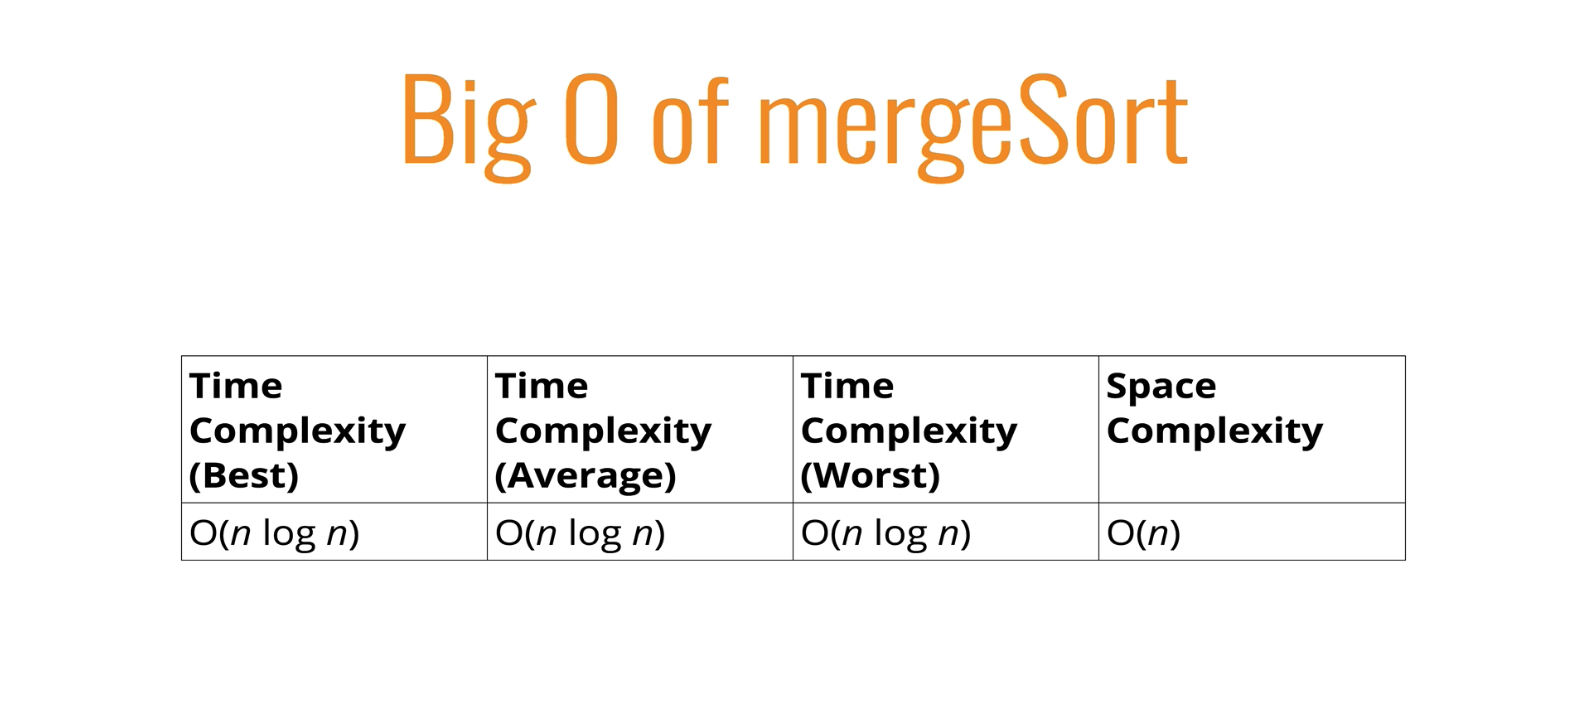 Big O of mergeSort
Time Complexity (Best)
Time Complexity (Average)
Time Complexity (Worst)
Space Complexity
O(n log n)
O(n log n)
O(n log n)
O(n)